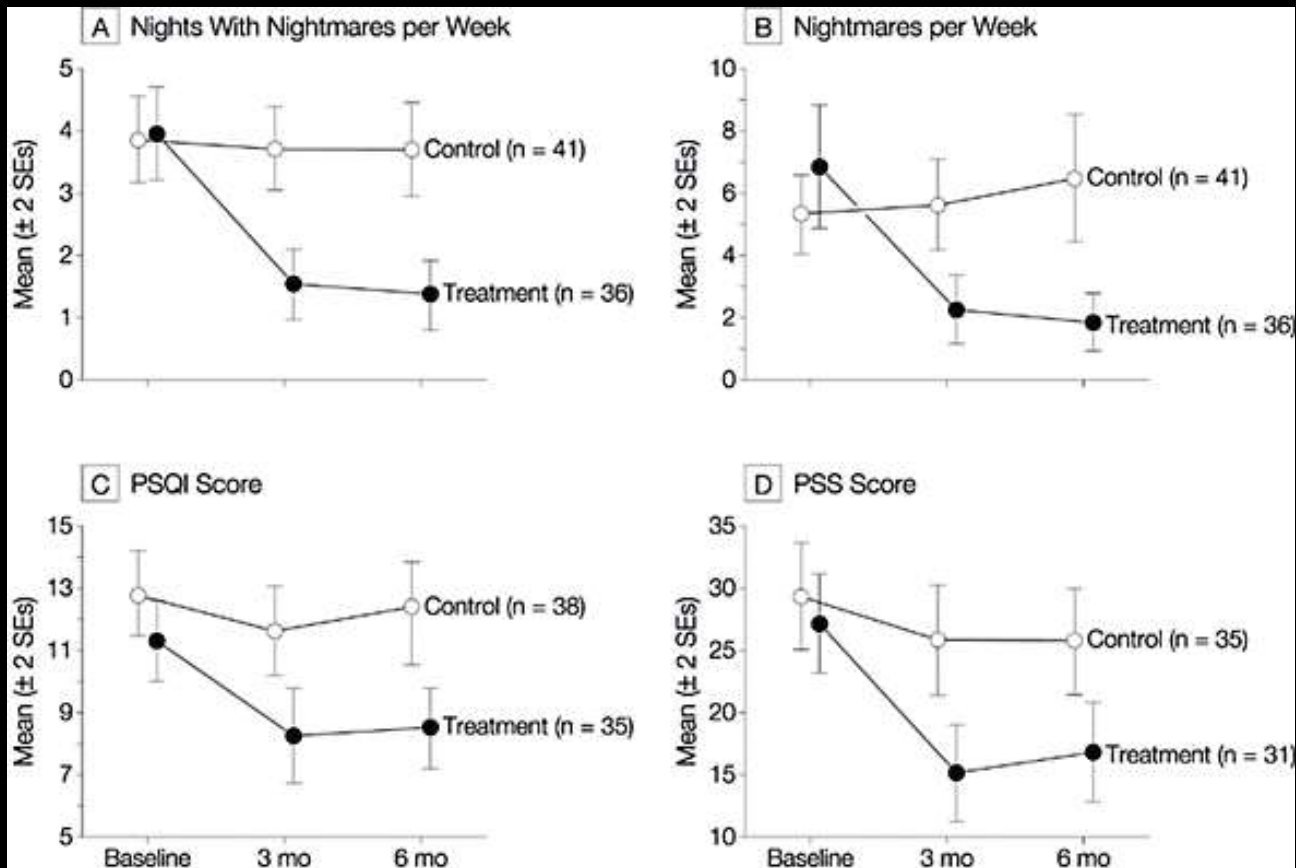 A Nights With Nightmares per Week
Mean (± 2 SEs)
5
4
3
2
1
0
Control (n = 41)
Treatment (n = 36)
B Nightmares per Week
Mean (± 2 SEs)
10
8
6
4
2
0
Control (n = 41)
Treatment (n = 36)
C PSQI Score
Mean (± 2 SEs)
15
13
11
9
7
5
Control (n = 38)
Treatment (n = 35)
Baseline 3 mo 6 mo
D PSS Score
Mean (± 2 SEs)
35
30
25
20
15
10
Control (n = 35)
Treatment (n = 31)
Baseline 3 mo 6 mo